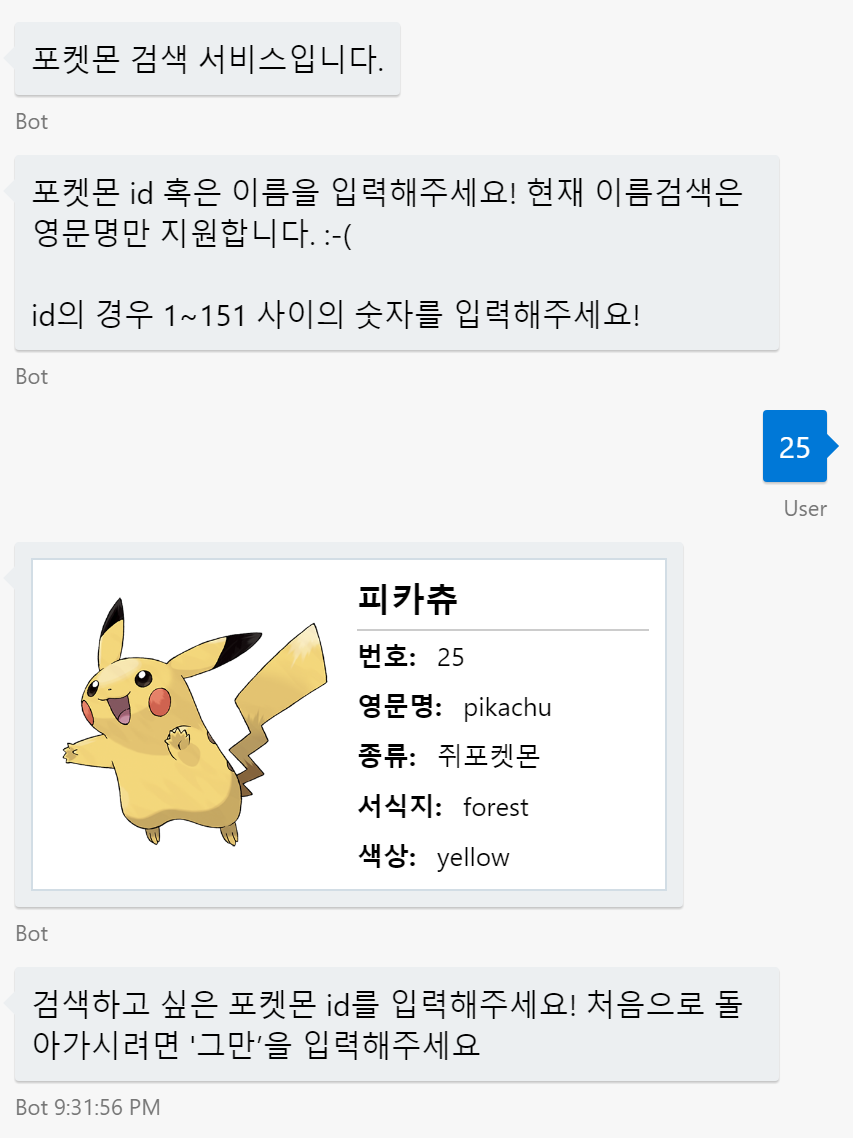 포켓몬 검색 서비스입니다.
Bot
포켓몬 id 혹은 이름을 입력해주세요! 현재 이름검색은
영문명만 지원합니다. :-(
id의 경우 1~151 사이의 숫자를 입력해주세요!
Bot
25
User
피카츄
번호: 25
영문명: pikachu
종류: 쥐포켓몬
서식지: forest
색상: yellow
Bot
검색하고 싶은 포켓몬 id를 입력해주세요! 처음으로 돌
아가시려면 '그만’을 입력해주세요
Bot 9:31:56 PM